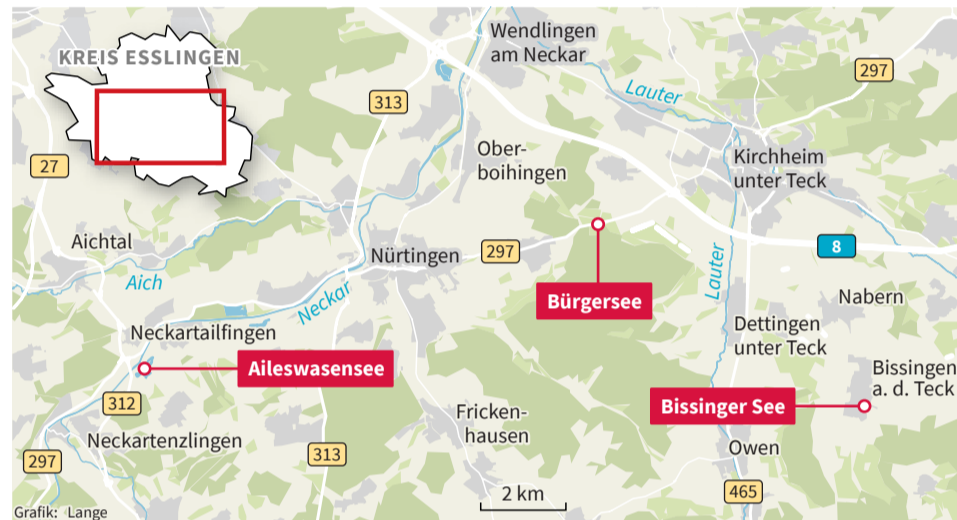 KREIS ESSLINGEN
Wendlingen
am Neckar
297
313
Lauter
27
Ober-
boihingen
Kirchheim
unter Teck
Aichtal
Nürtingen
297
8
Aich
Neckar
Lauter
Bürgersee
Nabern
Neckartailfingen
Dettingen
unter Teck
Aileswasensee
Bissingen
a. d. Teck
312
Bissinger See
Fricken-
hausen
Neckartenzlingen
297
313
Owen
2 km
465
Grafik: Lange